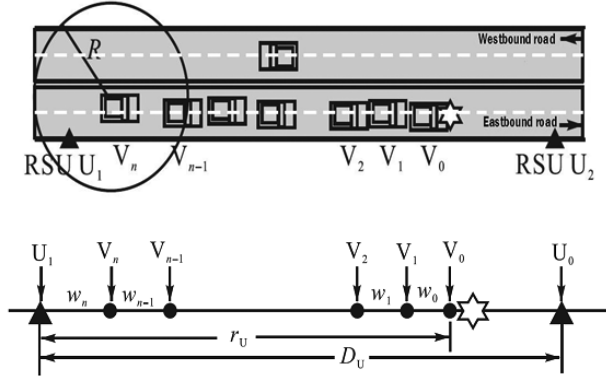 Westbound road
R
Eastbound road
RSU U1 Vn Vn-1 V2 V1 V0 RSU U2
U1 Vn Vn-1 V2 V1 V0 U0
wn wn-1 w1 w0
rU
DU